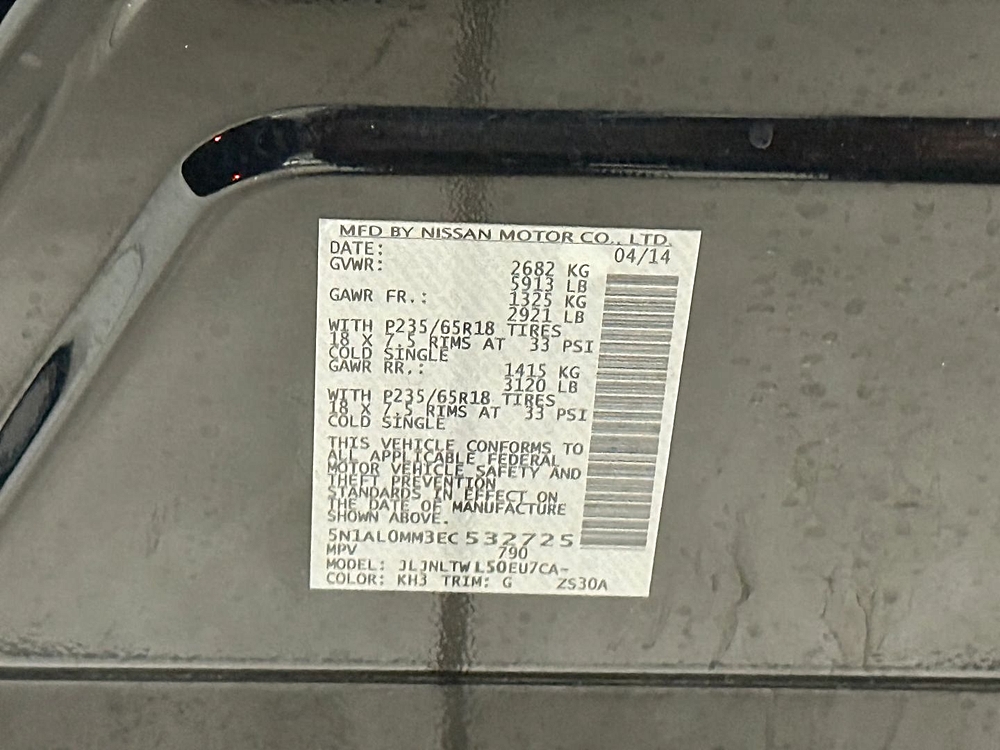 MFD BY NISSAN MOTOR CO., LTD.
DATE: 04/14
GVWR: 2682 KG
5913 LB
GAWR FR.: 1325 KG
2921 LB
WITH P235/65R18 TIRES
18 X 7.5 RIMS AT 33 PSI
COLD SINGLE
GAWR RR.: 1415 KG
3120 LB
WITH P235/65R18 TIRES
18 X 7.5 RIMS AT 33 PSI
COLD SINGLE
THIS VEHICLE CONFORMS TO
ALL APPLICABLE FEDERAL
MOTOR VEHICLE SAFETY AND
THEFT PREVENTION
STANDARDS IN EFFECT ON
THE DATE OF MANUFACTURE
SHOWN ABOVE.
5N1AL0MM3EC532725
MPV 790
MODEL: JLJNLTWL50EU7CA-
COLOR: KH3 TRIM: G ZS30A